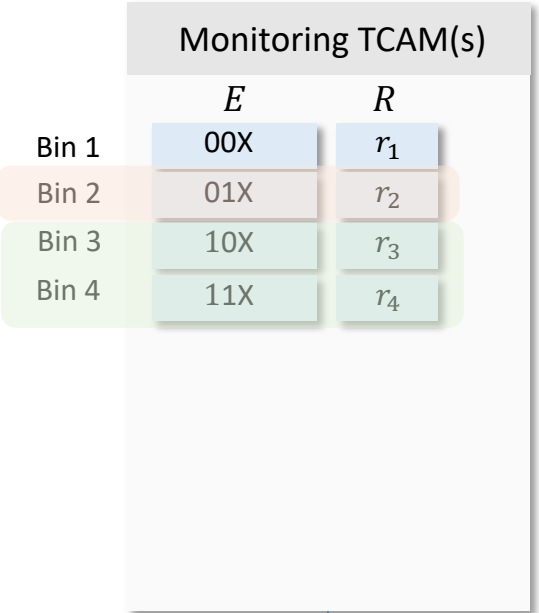 Monitoring TCAM(s)
E R
Bin 1 00X r₁
Bin 2 01X r₂
Bin 3 10X r₃
Bin 4 11X r₄